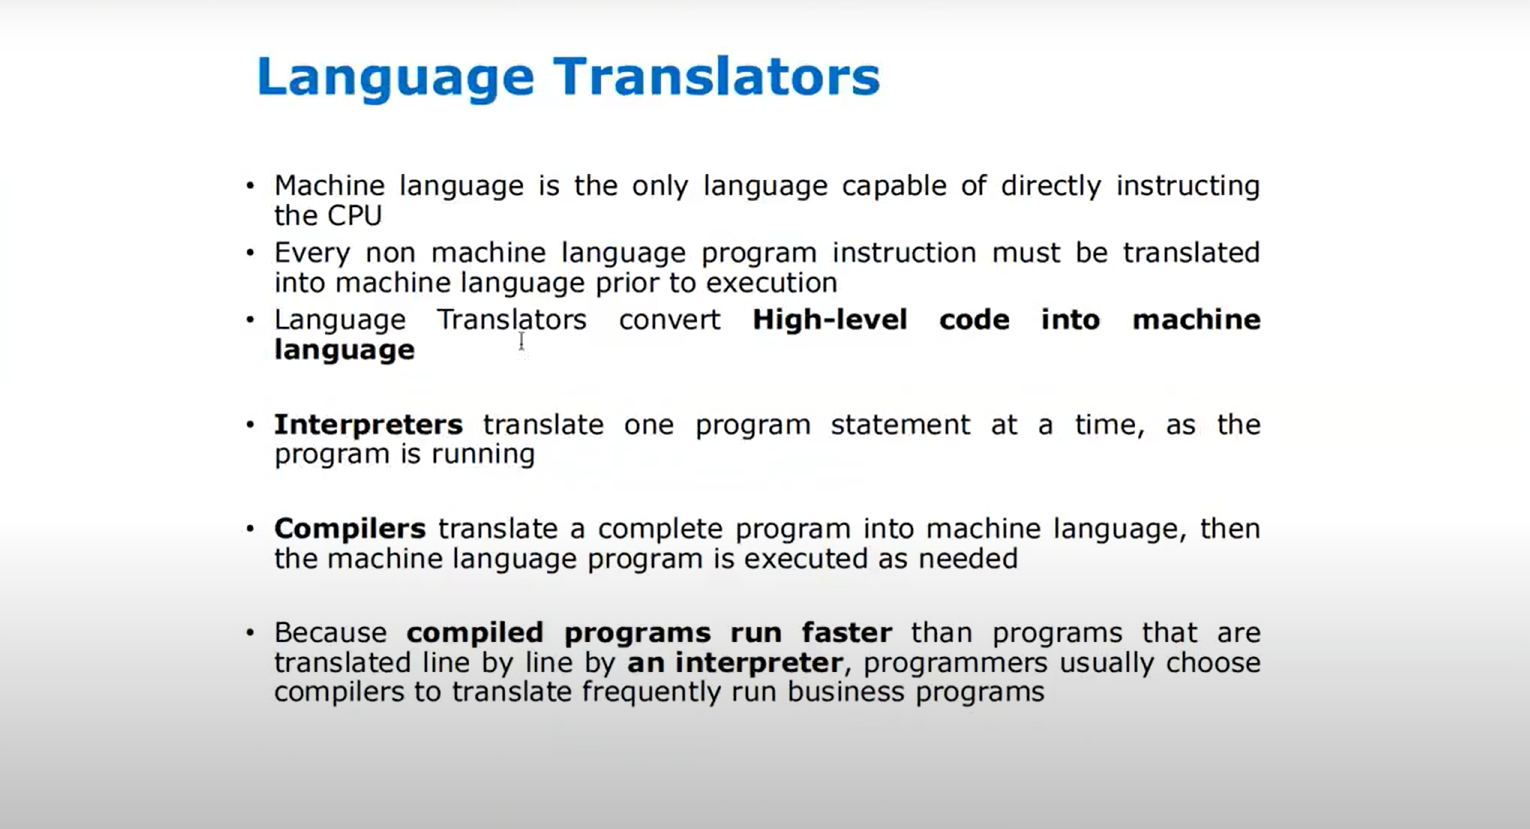 Language Translators
• Machine language is the only language capable of directly instructing
the CPU
• Every non machine language program instruction must be translated
into machine language prior to execution
• Language Translators convert High-level code into machine
language
• Interpreters translate one program statement at a time, as the
program is running
• Compilers translate a complete program into machine language, then
the machine language program is executed as needed
• Because compiled programs run faster than programs that are
translated line by line by an interpreter, programmers usually choose
compilers to translate frequently run business programs